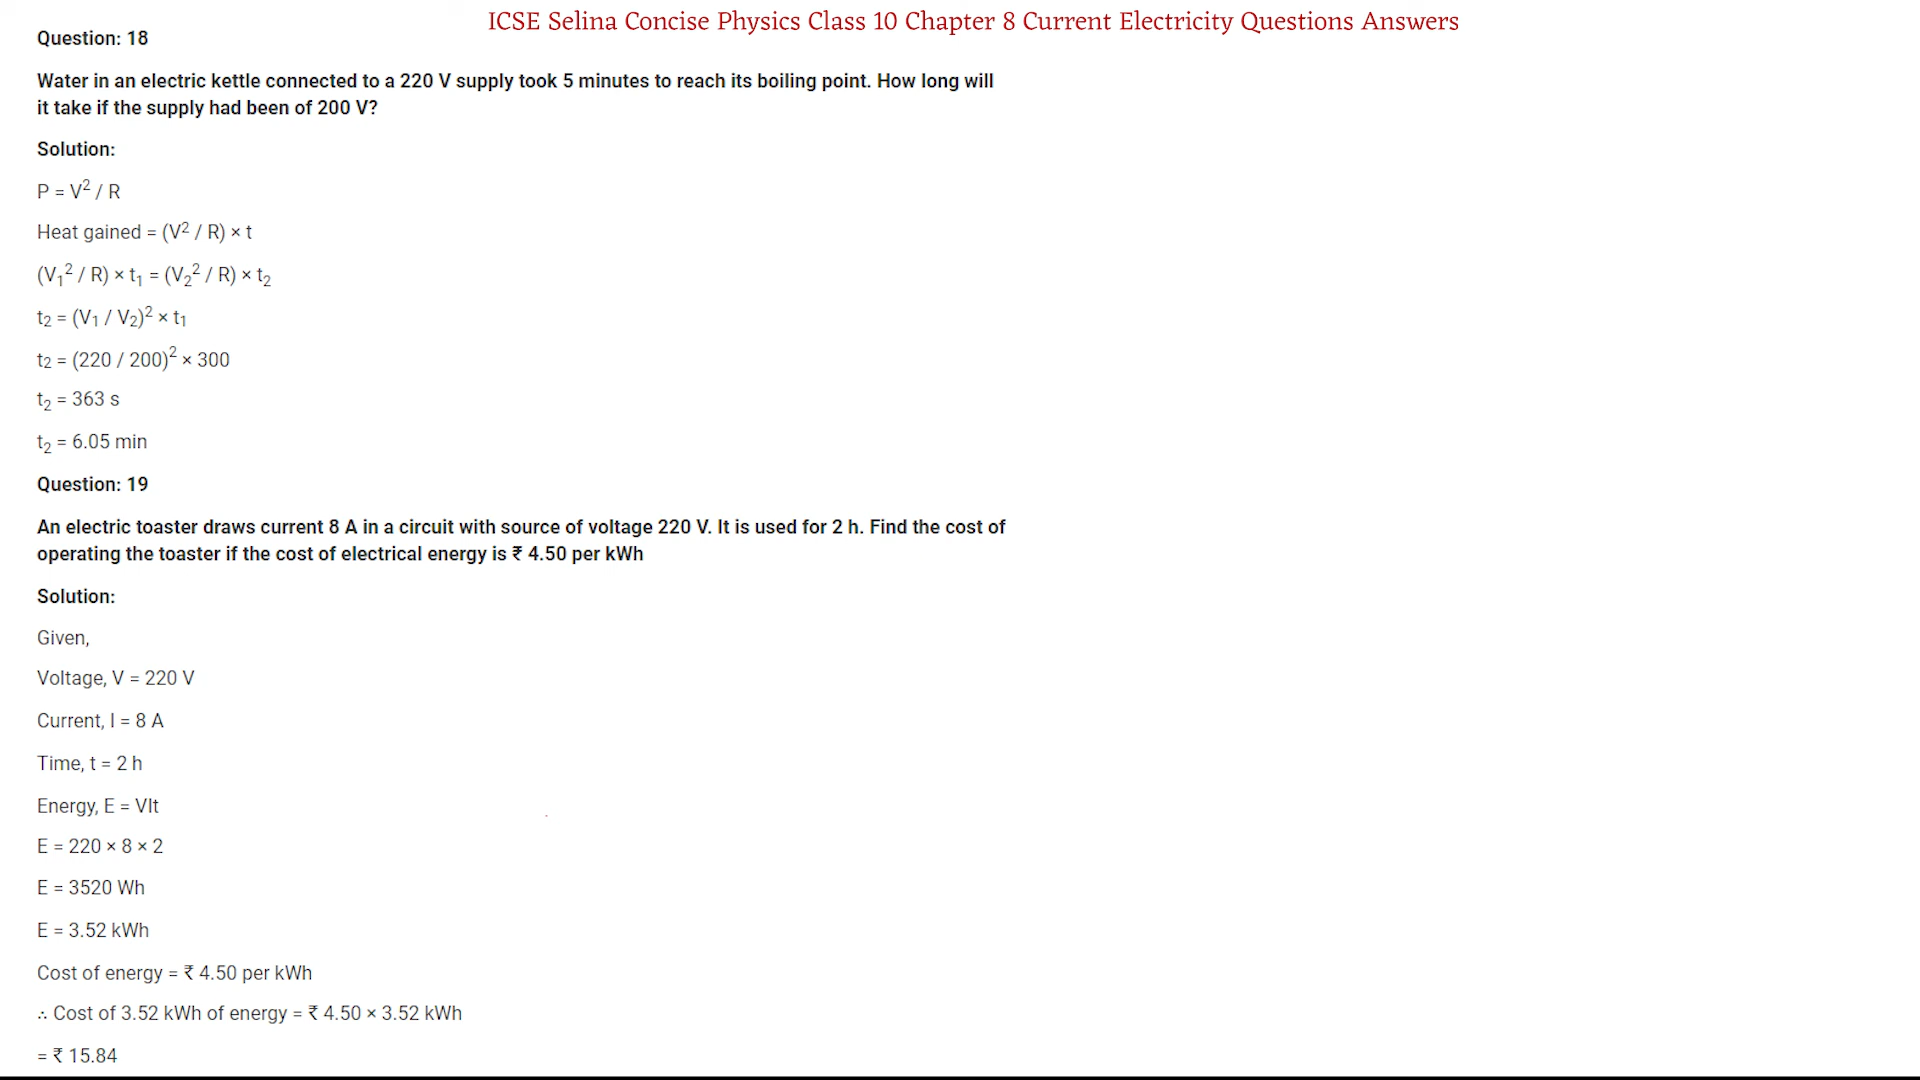 ICSE Selina Concise Physics Class 10 Chapter 8 Current Electricity Questions Answers
Question: 18
Water in an electric kettle connected to a 220 V supply took 5 minutes to reach its boiling point. How long will
it take if the supply had been of 200 V?
Solution:
P = V² / R
Heat gained = (V² / R) × t
(V₁² / R) × t₁ = (V₂² / R) × t₂
t₂ = (V₁ / V₂)² × t₁
t₂ = (220 / 200)² × 300
t₂ = 363 s
t₂ = 6.05 min
Question: 19
An electric toaster draws current 8 A in a circuit with source of voltage 220 V. It is used for 2 h. Find the cost of
operating the toaster if the cost of electrical energy is ₹ 4.50 per kWh
Solution:
Given,
Voltage, V = 220 V
Current, I = 8 A
Time, t = 2 h
Energy, E = VIt
E = 220 × 8 × 2
E = 3520 Wh
E = 3.52 kWh
Cost of energy = ₹ 4.50 per kWh
∴ Cost of 3.52 kWh of energy = ₹ 4.50 × 3.52 kWh
= ₹ 15.84